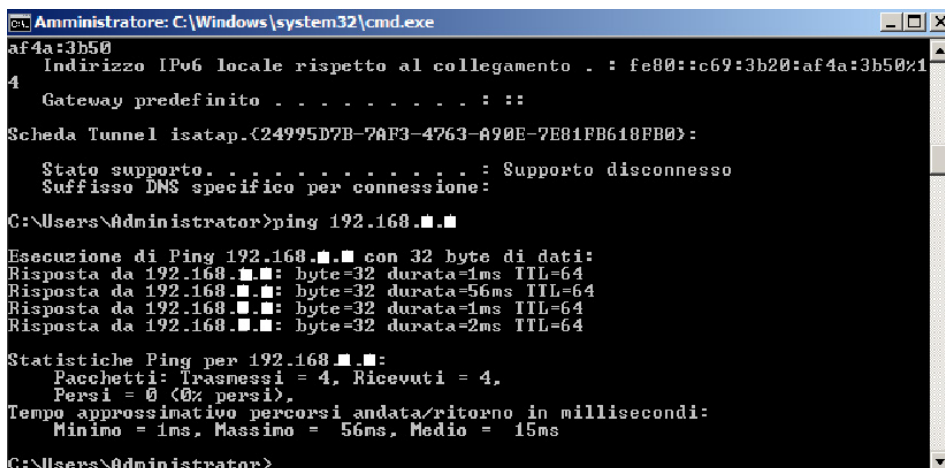 Amministratore: C:\Windows\system32\cmd.exe
af4a:3b50
Indirizzo IPv6 locale rispetto al collegamento . : fe80::c69:3b20:af4a:3b50%1
4
Gateway predefinito . . . . . . . . . : ::
Scheda Tunnel isatap.{24995D7B-7AF3-4763-A90E-7E81FB618FB0}:
Stato supporto. . . . . . . . . . . . : Supporto disconnesso
Suffisso DNS specifico per connessione:
C:\Users\Administrator>ping 192.168.
Esecuzione di Ping 192.168. con 32 byte di dati:
Risposta da 192.168. : byte=32 durata=1ms TTL=64
Risposta da 192.168. : byte=32 durata=56ms TTL=64
Risposta da 192.168. : byte=32 durata=1ms TTL=64
Risposta da 192.168. : byte=32 durata=2ms TTL=64
Statistiche Ping per 192.168. :
Pacchetti: Trasmessi = 4, Ricevuti = 4,
Persi = 0 (0% persi),
Tempo approssimativo percorsi andata/ritorno in millisecondi:
Minimo = 1ms, Massimo =  56ms, Medio =  15ms
C:\Users\Administrator>